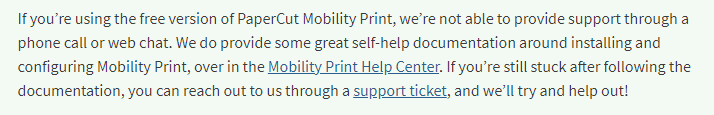 If you’re using the free version of PaperCut Mobility Print, we’re not able to provide support through a
phone call or web chat. We do provide some great self-help documentation around installing and
configuring Mobility Print, over in the Mobility Print Help Center. If you’re still stuck after following the
documentation, you can reach out to us through a support ticket, and we’ll try and help out!